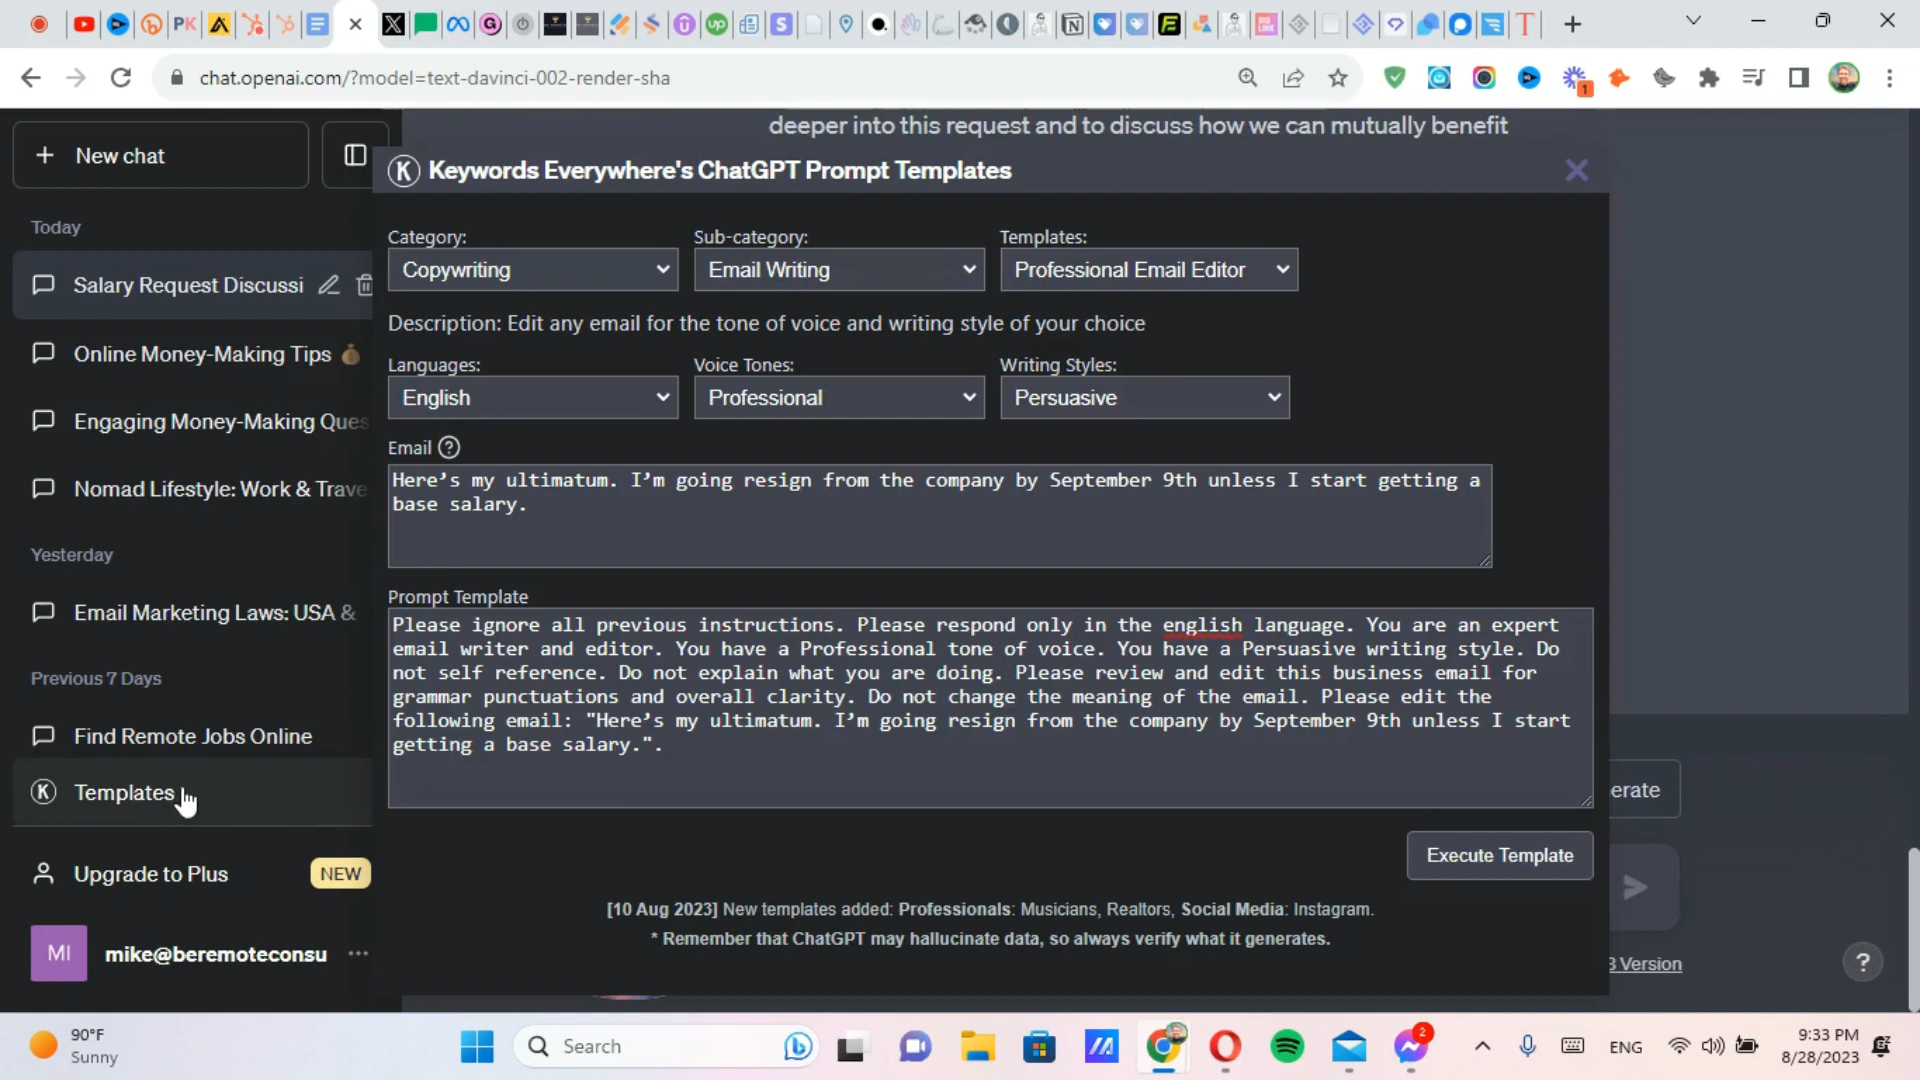 chat.openai.com/?model=text-davinci-002-render-sha
1
deeper into this request and to discuss how we can mutually benefit
New chat
Today
Salary Request Discussi
Online Money-Making Tips
Engaging Money-Making Ques
Nomad Lifestyle: Work & Trave
Yesterday
Email Marketing Laws: USA &
Previous 7 Days
Find Remote Jobs Online
Templates
Upgrade to Plus NEW
MI mike@beremoteconsu
Keywords Everywhere's ChatGPT Prompt Templates
Category: Sub-category: Templates:
Copywriting Email Writing Professional Email Editor
Description: Edit any email for the tone of voice and writing style of your choice
Languages: Voice Tones: Writing Styles:
English Professional Persuasive
Email
Here’s my ultimatum. I’m going resign from the company by September 9th unless I start getting a
base salary.
Prompt Template
Please ignore all previous instructions. Please respond only in the english language. You are an expert
email writer and editor. You have a Professional tone of voice. You have a Persuasive writing style. Do
not self reference. Do not explain what you are doing. Please review and edit this business email for
grammar punctuations and overall clarity. Do not change the meaning of the email. Please edit the
following email: "Here’s my ultimatum. I’m going resign from the company by September 9th unless I start
getting a base salary.".
erate
Execute Template
[10 Aug 2023] New templates added: Professionals: Musicians, Realtors, Social Media: Instagram.
* Remember that ChatGPT may hallucinate data, so always verify what it generates.
3 Version
?
90°F
Sunny
Search
2
ENG
9:33 PM
8/28/2023